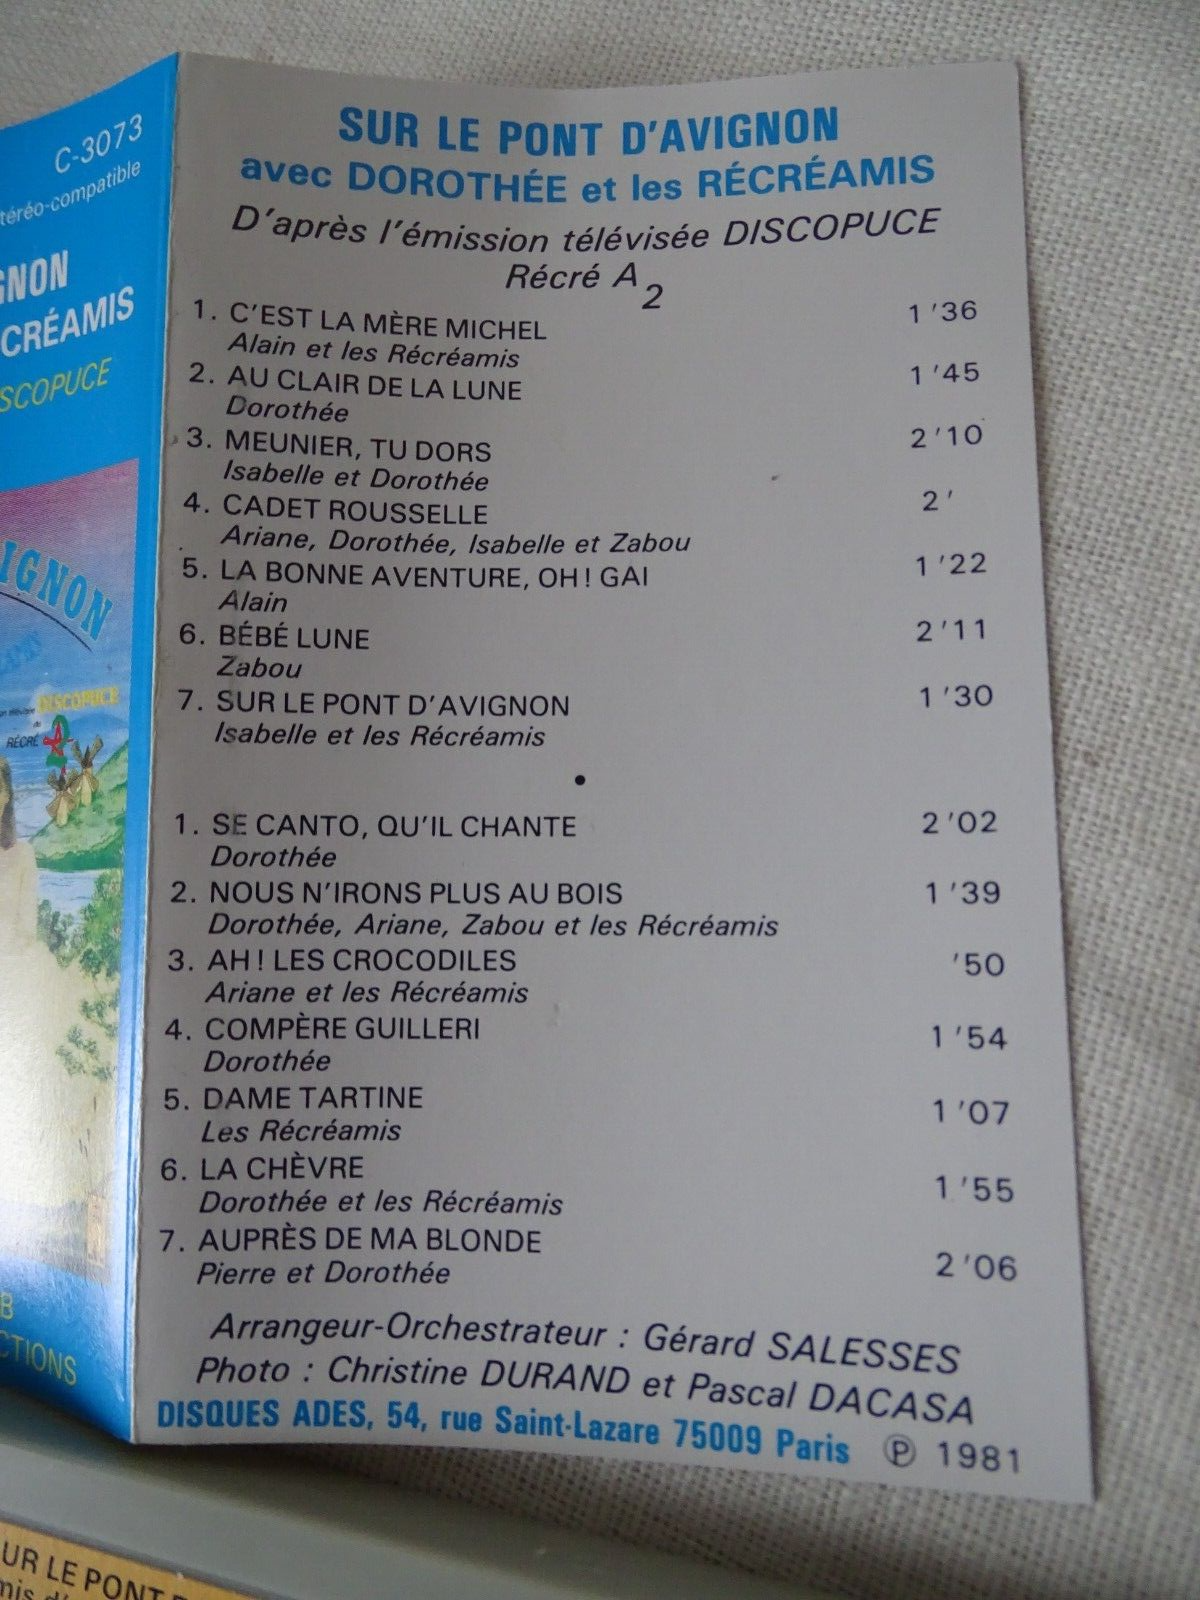 C-3073
téréo-compatible
GNON
CRÉAMIS
SCOPUCE
IGNON
DISCOPUCE
RÉCRÉ A2
B
CTIONS
SUR LE PONT D'AVIGNON
avec DOROTHÉE et les RÉCRÉAMIS
D'après l'émission télévisée DISCOPUCE
Récré A2
1. C'EST LA MÈRE MICHEL 1'36
Alain et les Récréamis
2. AU CLAIR DE LA LUNE 1'45
Dorothée
3. MEUNIER, TU DORS 2'10
Isabelle et Dorothée
4. CADET ROUSSELLE 2'
Ariane, Dorothée, Isabelle et Zabou
5. LA BONNE AVENTURE, OH! GAI 1'22
Alain
6. BÉBÉ LUNE 2'11
Zabou
7. SUR LE PONT D'AVIGNON 1'30
Isabelle et les Récréamis
•
1. SE CANTO, QU'IL CHANTE 2'02
Dorothée
2. NOUS N'IRONS PLUS AU BOIS 1'39
Dorothée, Ariane, Zabou et les Récréamis
3. AH! LES CROCODILES '50
Ariane et les Récréamis
4. COMPÈRE GUILLERI 1'54
Dorothée
5. DAME TARTINE 1'07
Les Récréamis
6. LA CHÈVRE 1'55
Dorothée et les Récréamis
7. AUPRÈS DE MA BLONDE 2'06
Pierre et Dorothée
Arrangeur-Orchestrateur : Gérard SALESSES
Photo : Christine DURAND et Pascal DACASA
DISQUES ADES, 54, rue Saint-Lazare 75009 Paris ℗ 1981
UR LE PONT